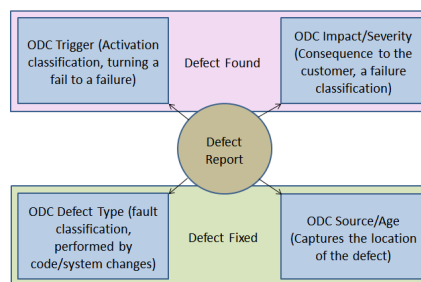 ODC Trigger (Activation
classification, turning a
fail to a failure)
Defect Found
ODC Impact/Severity
(Consequence to the
customer, a failure
classification)
Defect
Report
ODC Defect Type (fault
classification,
performed by
code/system changes)
Defect Fixed
ODC Source/Age
(Captures the location
of the defect)